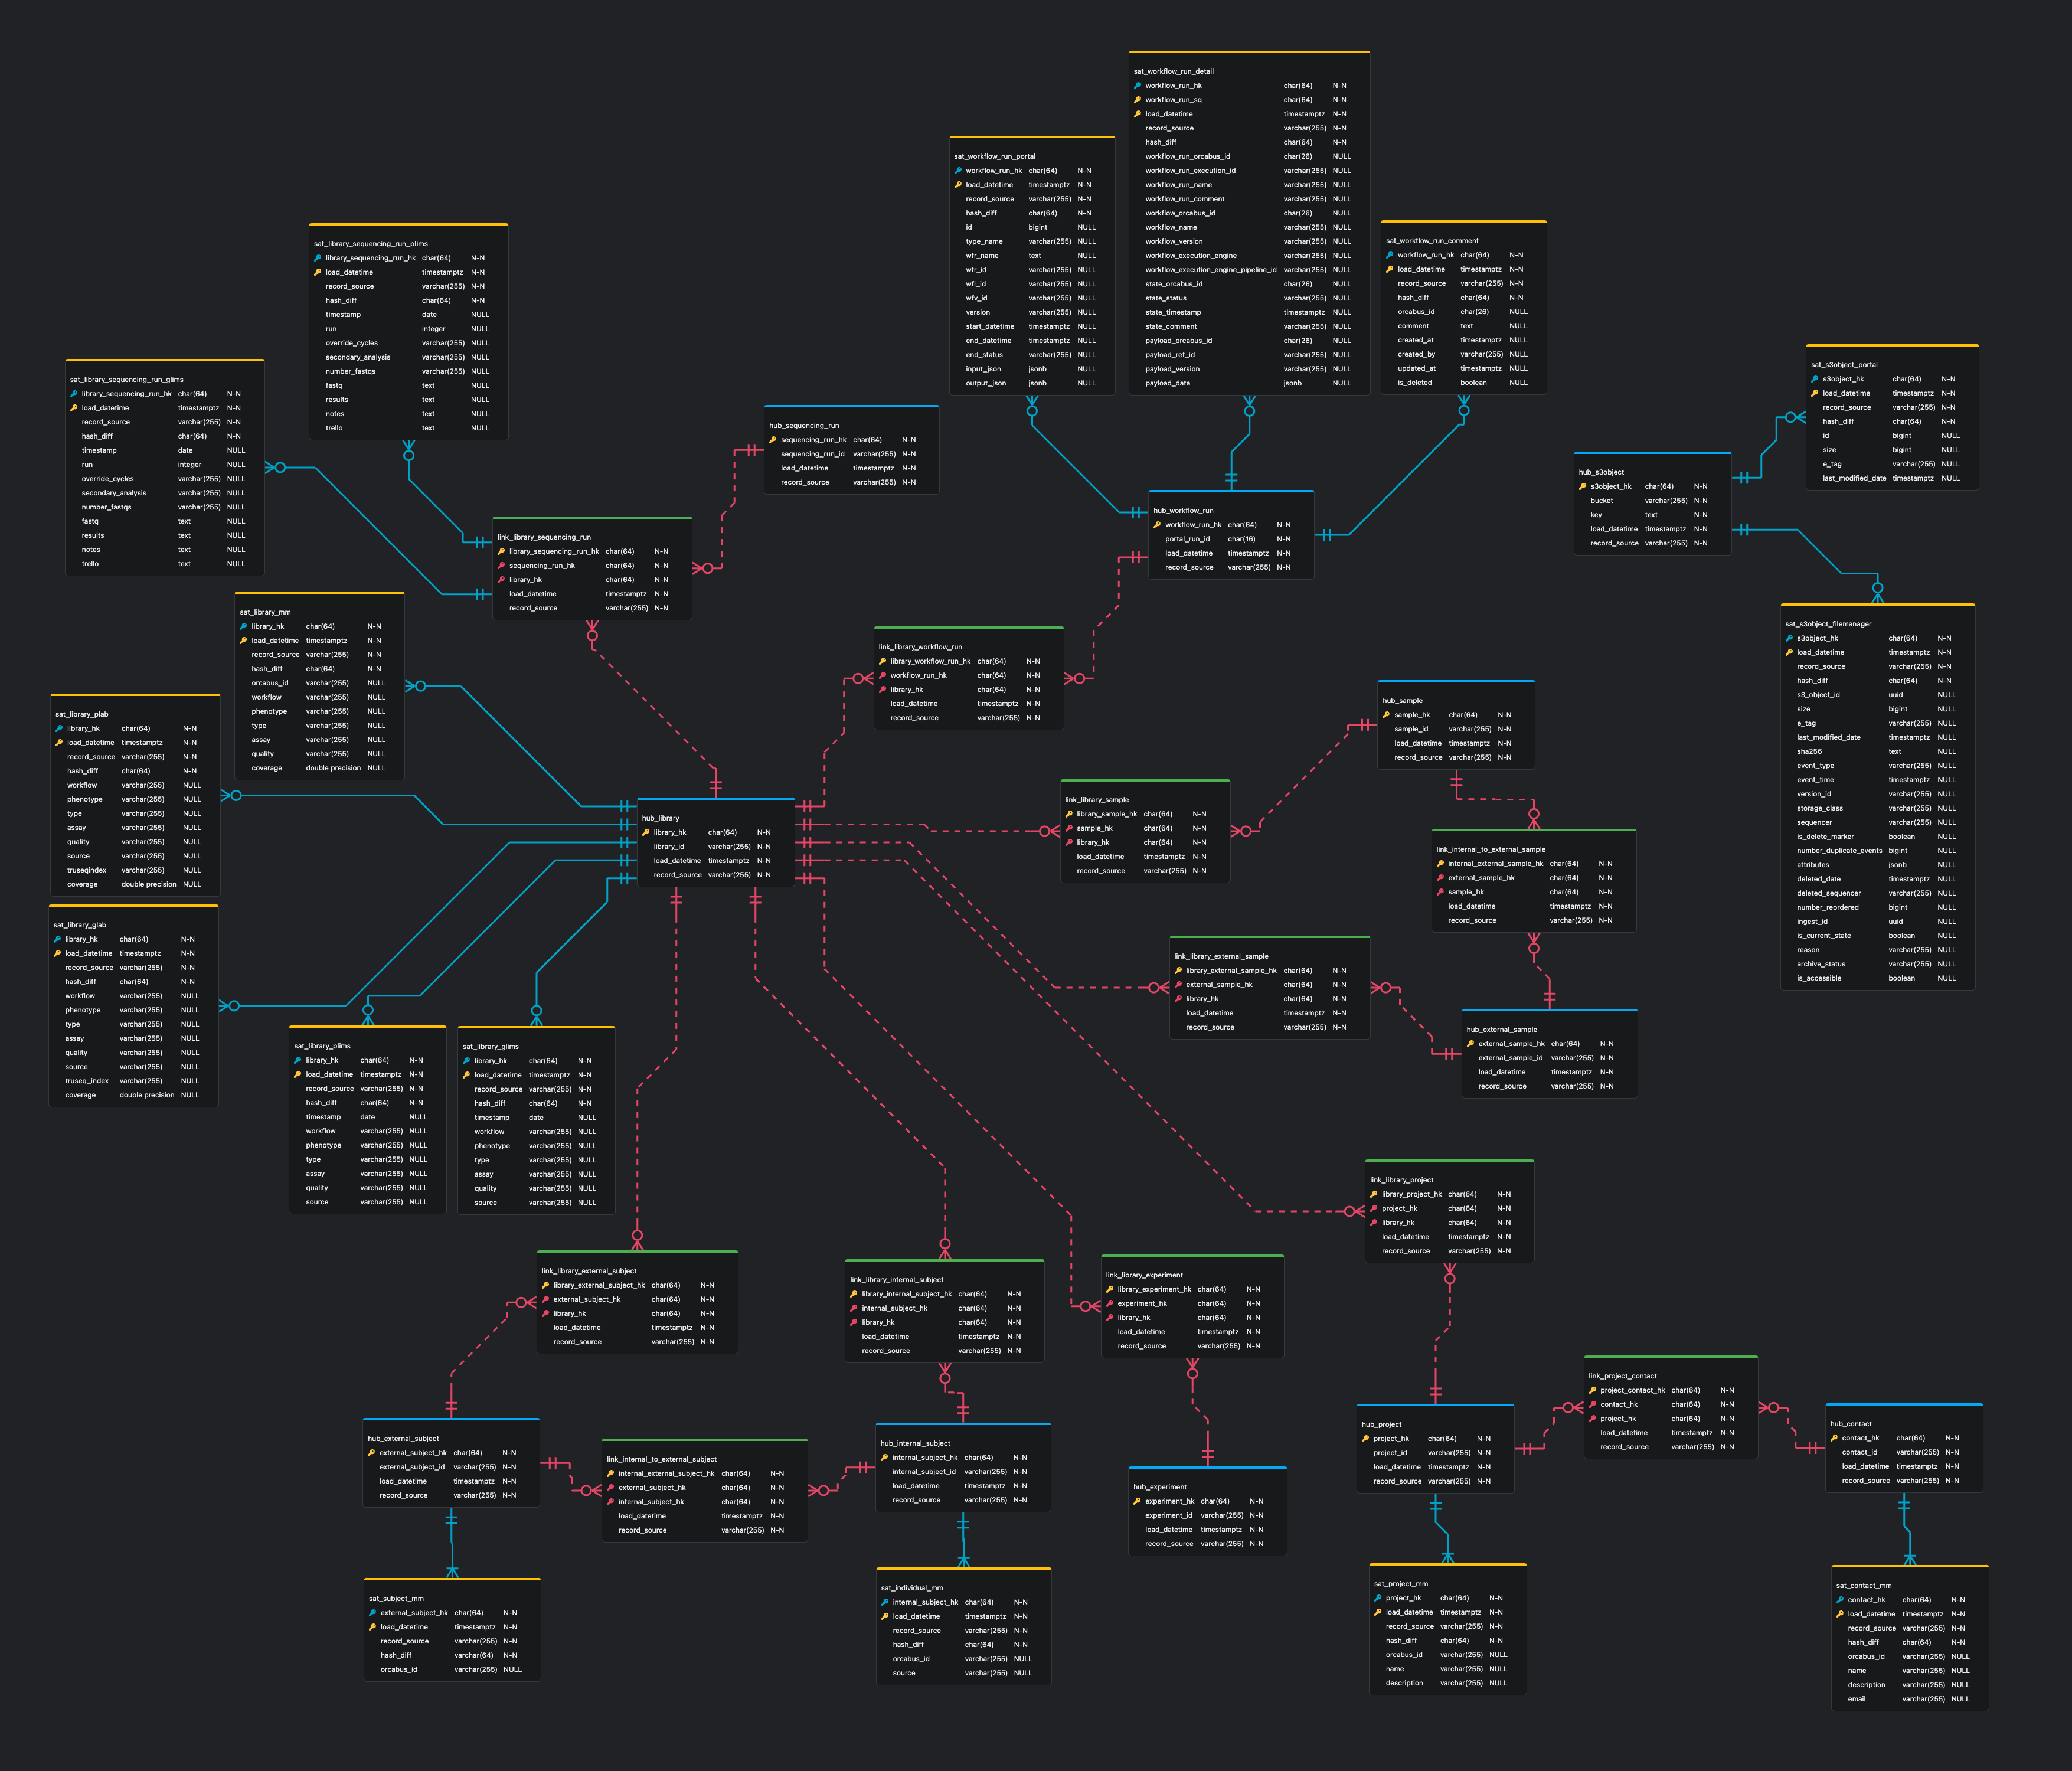 sat_workflow_run_detail
workflow_run_hk char(64) N-N
workflow_run_sq char(64) N-N
load_datetime timestamptz N-N
record_source varchar(255) N-N
hash_diff char(64) N-N
workflow_run_orcabus_id char(26) NULL
workflow_run_execution_id varchar(255) NULL
workflow_run_name varchar(255) NULL
workflow_run_comment varchar(255) NULL
workflow_orcabus_id char(26) NULL
workflow_name varchar(255) NULL
workflow_version varchar(255) NULL
workflow_execution_engine varchar(255) NULL
workflow_execution_engine_pipeline_id varchar(255) NULL
state_orcabus_id char(26) NULL
state_status varchar(255) NULL
state_timestamp timestamptz NULL
state_comment varchar(255) NULL
payload_orcabus_id char(26) NULL
payload_ref_id varchar(255) NULL
payload_version varchar(255) NULL
payload_data jsonb NULL
sat_workflow_run_portal
workflow_run_hk char(64) N-N
load_datetime timestamptz N-N
record_source varchar(255) N-N
hash_diff char(64) N-N
id bigint NULL
type_name varchar(255) NULL
wfr_name text NULL
wfr_id varchar(255) NULL
wfl_id varchar(255) NULL
wfv_id varchar(255) NULL
version varchar(255) NULL
start_datetime timestamptz NULL
end_datetime timestamptz NULL
end_status varchar(255) NULL
input_json jsonb NULL
output_json jsonb NULL
sat_workflow_run_comment
workflow_run_hk char(64) N-N
load_datetime timestamptz N-N
record_source varchar(255) N-N
hash_diff char(64) N-N
orcabus_id char(26) NULL
comment text NULL
created_at timestamptz NULL
created_by varchar(255) NULL
updated_at timestamptz NULL
is_deleted boolean NULL
sat_library_sequencing_run_plims
library_sequencing_run_hk char(64) N-N
load_datetime timestamptz N-N
record_source varchar(255) N-N
hash_diff char(64) N-N
timestamp date NULL
run integer NULL
override_cycles varchar(255) NULL
secondary_analysis varchar(255) NULL
number_fastqs varchar(255) NULL
fastq text NULL
results text NULL
notes text NULL
trello text NULL
sat_library_sequencing_run_glims
library_sequencing_run_hk char(64) N-N
load_datetime timestamptz N-N
record_source varchar(255) N-N
hash_diff char(64) N-N
timestamp date NULL
run integer NULL
override_cycles varchar(255) NULL
secondary_analysis varchar(255) NULL
number_fastqs varchar(255) NULL
fastq text NULL
results text NULL
notes text NULL
trello text NULL
sat_s3object_portal
s3object_hk char(64) N-N
load_datetime timestamptz N-N
record_source varchar(255) N-N
hash_diff char(64) N-N
id bigint NULL
size bigint NULL
e_tag varchar(255) NULL
last_modified_date timestamptz NULL
hub_sequencing_run
sequencing_run_hk char(64) N-N
sequencing_run_id varchar(255) N-N
load_datetime timestamptz N-N
record_source varchar(255) N-N
hub_s3object
s3object_hk char(64) N-N
bucket varchar(255) N-N
key text N-N
load_datetime timestamptz N-N
record_source varchar(255) N-N
hub_workflow_run
workflow_run_hk char(64) N-N
portal_run_id char(16) N-N
load_datetime timestamptz N-N
record_source varchar(255) N-N
link_library_sequencing_run
library_sequencing_run_hk char(64) N-N
sequencing_run_hk char(64) N-N
library_hk char(64) N-N
load_datetime timestamptz N-N
record_source varchar(255) N-N
sat_library_mm
library_hk char(64) N-N
load_datetime timestamptz N-N
record_source varchar(255) N-N
hash_diff char(64) N-N
orcabus_id varchar(255) NULL
workflow varchar(255) NULL
phenotype varchar(255) NULL
type varchar(255) NULL
assay varchar(255) NULL
quality varchar(255) NULL
coverage double precision NULL
sat_s3object_filemanager
s3object_hk char(64) N-N
load_datetime timestamptz N-N
record_source varchar(255) N-N
hash_diff char(64) N-N
s3_object_id uuid NULL
size bigint NULL
e_tag varchar(255) NULL
last_modified_date timestamptz NULL
sha256 text NULL
event_type varchar(255) NULL
event_time timestamptz NULL
version_id varchar(255) NULL
storage_class varchar(255) NULL
sequencer varchar(255) NULL
is_delete_marker boolean NULL
number_duplicate_events bigint NULL
attributes jsonb NULL
deleted_date timestamptz NULL
deleted_sequencer varchar(255) NULL
number_reordered bigint NULL
ingest_id uuid NULL
is_current_state boolean NULL
reason varchar(255) NULL
archive_status varchar(255) NULL
is_accessible boolean NULL
link_library_workflow_run
library_workflow_run_hk char(64) N-N
workflow_run_hk char(64) N-N
library_hk char(64) N-N
load_datetime timestamptz N-N
record_source varchar(255) N-N
sat_library_plab
library_hk char(64) N-N
load_datetime timestamptz N-N
record_source varchar(255) N-N
hash_diff char(64) N-N
workflow varchar(255) NULL
phenotype varchar(255) NULL
type varchar(255) NULL
assay varchar(255) NULL
quality varchar(255) NULL
source varchar(255) NULL
truseqindex varchar(255) NULL
coverage double precision NULL
hub_sample
sample_hk char(64) N-N
sample_id varchar(255) N-N
load_datetime timestamptz N-N
record_source varchar(255) N-N
link_library_sample
library_sample_hk char(64) N-N
sample_hk char(64) N-N
library_hk char(64) N-N
load_datetime timestamptz N-N
record_source varchar(255) N-N
hub_library
library_hk char(64) N-N
library_id varchar(255) N-N
load_datetime timestamptz N-N
record_source varchar(255) N-N
link_internal_to_external_sample
internal_external_sample_hk char(64) N-N
external_sample_hk char(64) N-N
sample_hk char(64) N-N
load_datetime timestamptz N-N
record_source varchar(255) N-N
sat_library_glab
library_hk char(64) N-N
load_datetime timestamptz N-N
record_source varchar(255) N-N
hash_diff char(64) N-N
workflow varchar(255) NULL
phenotype varchar(255) NULL
type varchar(255) NULL
assay varchar(255) NULL
quality varchar(255) NULL
source varchar(255) NULL
truseq_index varchar(255) NULL
coverage double precision NULL
link_library_external_sample
library_external_sample_hk char(64) N-N
external_sample_hk char(64) N-N
library_hk char(64) N-N
load_datetime timestamptz N-N
record_source varchar(255) N-N
hub_external_sample
external_sample_hk char(64) N-N
external_sample_id varchar(255) N-N
load_datetime timestamptz N-N
record_source varchar(255) N-N
sat_library_plims
library_hk char(64) N-N
load_datetime timestamptz N-N
record_source varchar(255) N-N
hash_diff char(64) N-N
timestamp date NULL
workflow varchar(255) NULL
phenotype varchar(255) NULL
type varchar(255) NULL
assay varchar(255) NULL
quality varchar(255) NULL
source varchar(255) NULL
sat_library_glims
library_hk char(64) N-N
load_datetime timestamptz N-N
record_source varchar(255) N-N
hash_diff char(64) N-N
timestamp date NULL
workflow varchar(255) NULL
phenotype varchar(255) NULL
type varchar(255) NULL
assay varchar(255) NULL
quality varchar(255) NULL
source varchar(255) NULL
link_library_project
library_project_hk char(64) N-N
project_hk char(64) N-N
library_hk char(64) N-N
load_datetime timestamptz N-N
record_source varchar(255) N-N
link_library_external_subject
library_external_subject_hk char(64) N-N
external_subject_hk char(64) N-N
library_hk char(64) N-N
load_datetime timestamptz N-N
record_source varchar(255) N-N
link_library_internal_subject
library_internal_subject_hk char(64) N-N
internal_subject_hk char(64) N-N
library_hk char(64) N-N
load_datetime timestamptz N-N
record_source varchar(255) N-N
link_library_experiment
library_experiment_hk char(64) N-N
experiment_hk char(64) N-N
library_hk char(64) N-N
load_datetime timestamptz N-N
record_source varchar(255) N-N
link_project_contact
project_contact_hk char(64) N-N
contact_hk char(64) N-N
project_hk char(64) N-N
load_datetime timestamptz N-N
record_source varchar(255) N-N
hub_external_subject
external_subject_hk char(64) N-N
external_subject_id varchar(255) N-N
load_datetime timestamptz N-N
record_source varchar(255) N-N
link_internal_to_external_subject
internal_external_subject_hk char(64) N-N
external_subject_hk char(64) N-N
internal_subject_hk char(64) N-N
load_datetime timestamptz N-N
record_source varchar(255) N-N
hub_internal_subject
internal_subject_hk char(64) N-N
internal_subject_id varchar(255) N-N
load_datetime timestamptz N-N
record_source varchar(255) N-N
hub_experiment
experiment_hk char(64) N-N
experiment_id varchar(255) N-N
load_datetime timestamptz N-N
record_source varchar(255) N-N
hub_project
project_hk char(64) N-N
project_id varchar(255) N-N
load_datetime timestamptz N-N
record_source varchar(255) N-N
hub_contact
contact_hk char(64) N-N
contact_id varchar(255) N-N
load_datetime timestamptz N-N
record_source varchar(255) N-N
sat_subject_mm
external_subject_hk char(64) N-N
load_datetime timestamptz N-N
record_source varchar(255) N-N
hash_diff varchar(64) N-N
orcabus_id varchar(255) NULL
sat_individual_mm
internal_subject_hk char(64) N-N
load_datetime timestamptz N-N
record_source varchar(255) N-N
hash_diff char(64) N-N
orcabus_id varchar(255) NULL
source varchar(255) NULL
sat_project_mm
project_hk char(64) N-N
load_datetime timestamptz N-N
record_source varchar(255) N-N
hash_diff char(64) N-N
orcabus_id varchar(255) NULL
name varchar(255) NULL
description varchar(255) NULL
sat_contact_mm
contact_hk char(64) N-N
load_datetime timestamptz N-N
record_source varchar(255) N-N
hash_diff char(64) N-N
orcabus_id varchar(255) NULL
name varchar(255) NULL
description varchar(255) NULL
email varchar(255) NULL